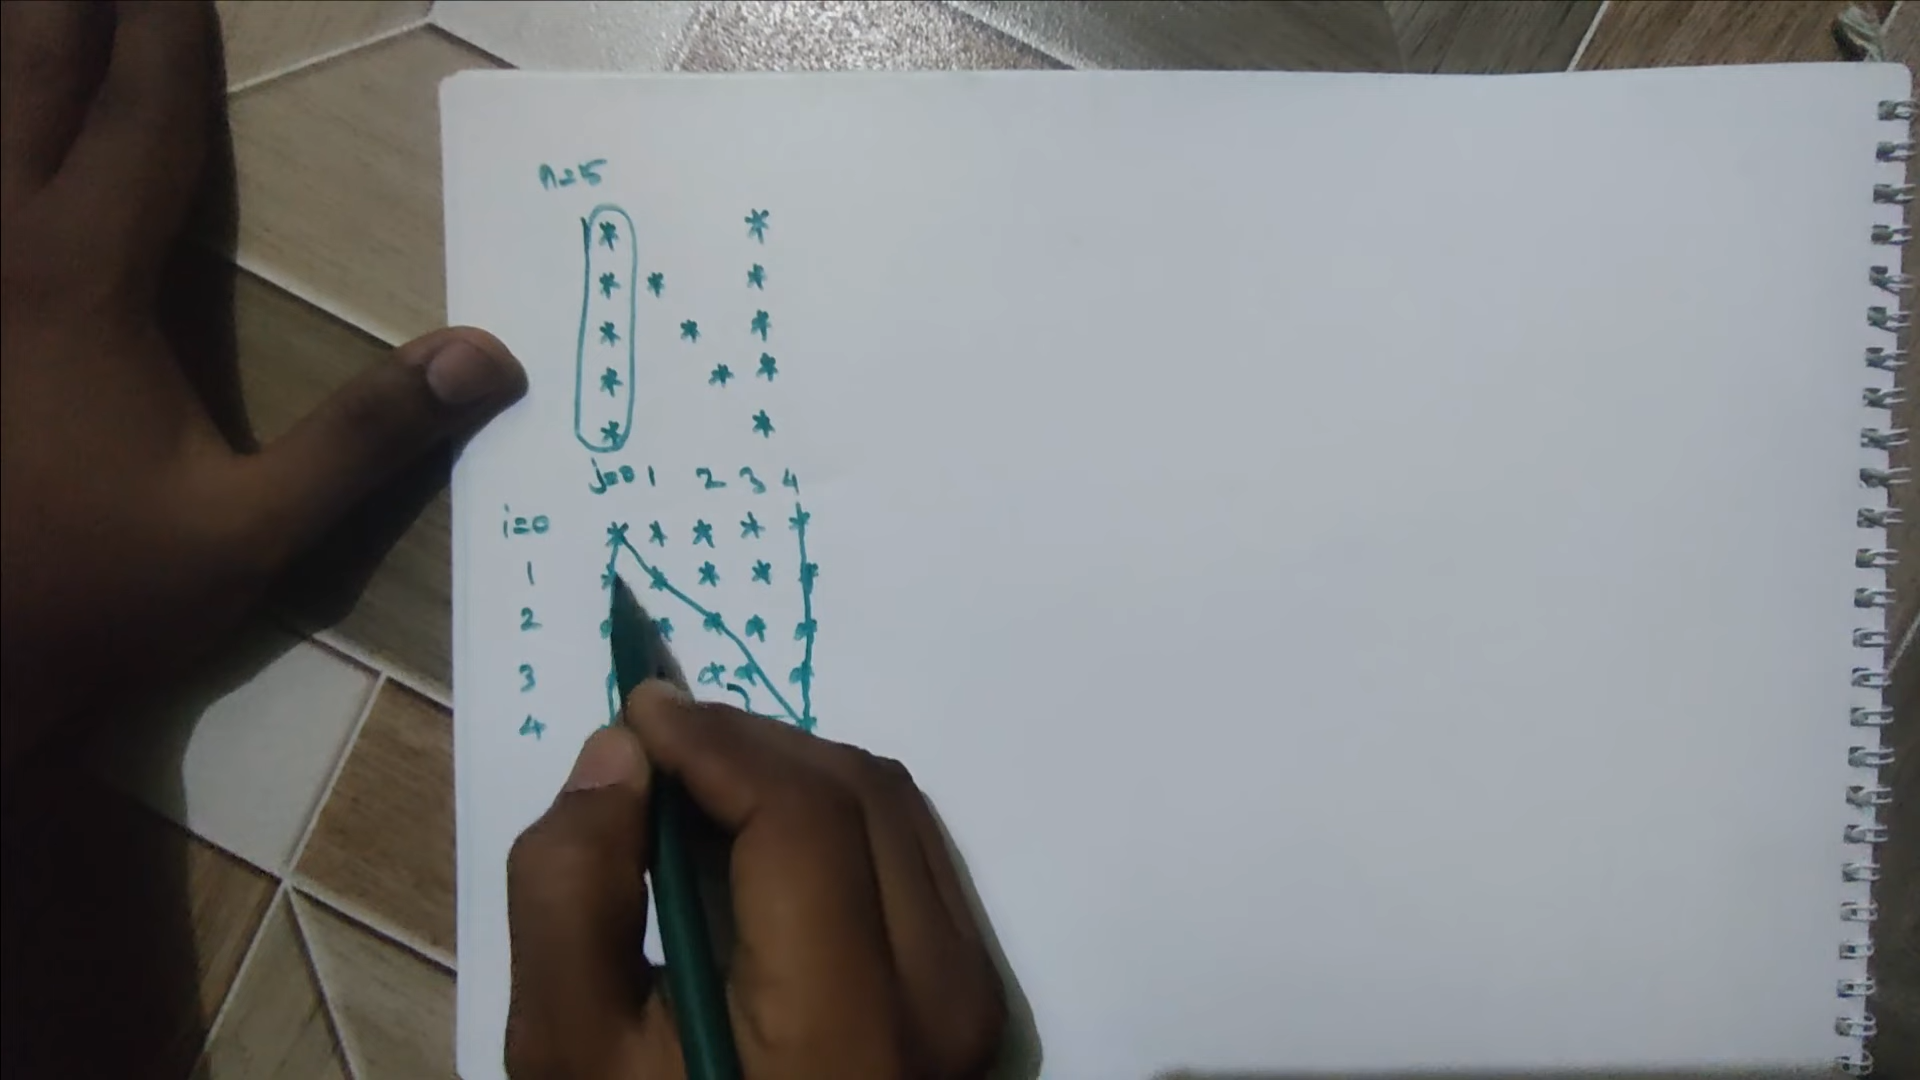 n=5
* *
* * *
* * *
* * *
* *
j=0 1 2 3 4
i=0 * * * * *
1 * * * * *
2 * * * * *
3 * * *
4 *